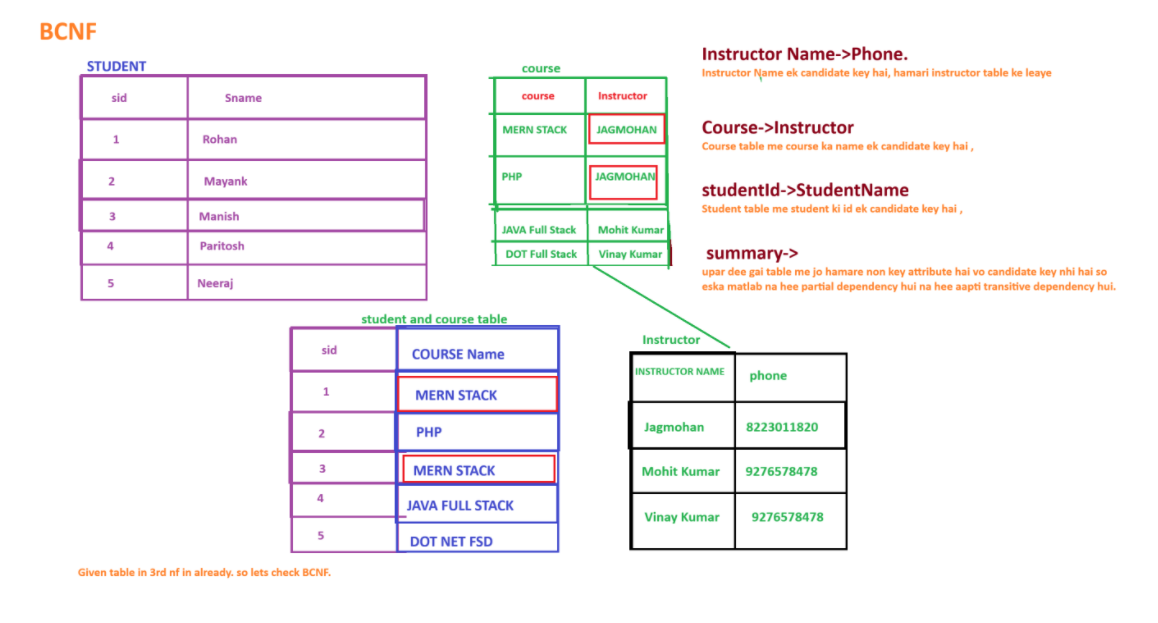 BCNF
STUDENT
sid Sname
1 Rohan
2 Mayank
3 Manish
4 Paritosh
5 Neeraj
course
course Instructor
MERN STACK JAGMOHAN
PHP JAGMOHAN
JAVA Full Stack Mohit Kumar
DOT Full Stack Vinay Kumar
Instructor Name->Phone.
Instructor Name ek candidate key hai, hamari instructor table ke leaye
Course->Instructor
Course table me course ka name ek candidate key hai ,
studentId->StudentName
Student table me student ki id ek candidate key hai ,
summary->
upar dee gai table me jo hamare non key attribute hai vo candidate key nhi hai so
eska matlab na hee partial dependency hui na hee aapti transitive dependency hui.
student and course table
sid COURSE Name
1 MERN STACK
2 PHP
3 MERN STACK
4 JAVA FULL STACK
5 DOT NET FSD
Instructor
INSTRUCTOR NAME phone
Jagmohan 8223011820
Mohit Kumar 9276578478
Vinay Kumar 9276578478
Given table in 3rd nf in already. so lets check BCNF.